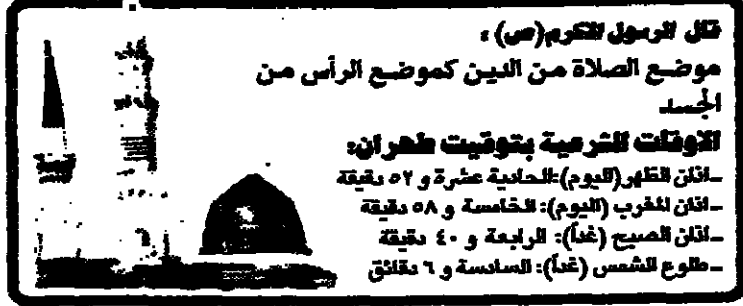 قال الرسول الاكرم (ص) :
موضع الصلاة من الدين كموضع الرأس من
الجسد
الاوقات الشرعية بتوقيت طهران:
ـ اذان الظهر (اليوم): الحادية عشرة و ٥٢ دقيقة
ـ اذان المغرب (اليوم): الخامسة و ٥٨ دقيقة
ـ اذان الصبح (غداً): الرابعة و ٤٠ دقيقة
ـ طلوع الشمس (غداً): السادسة و ٦ دقائق